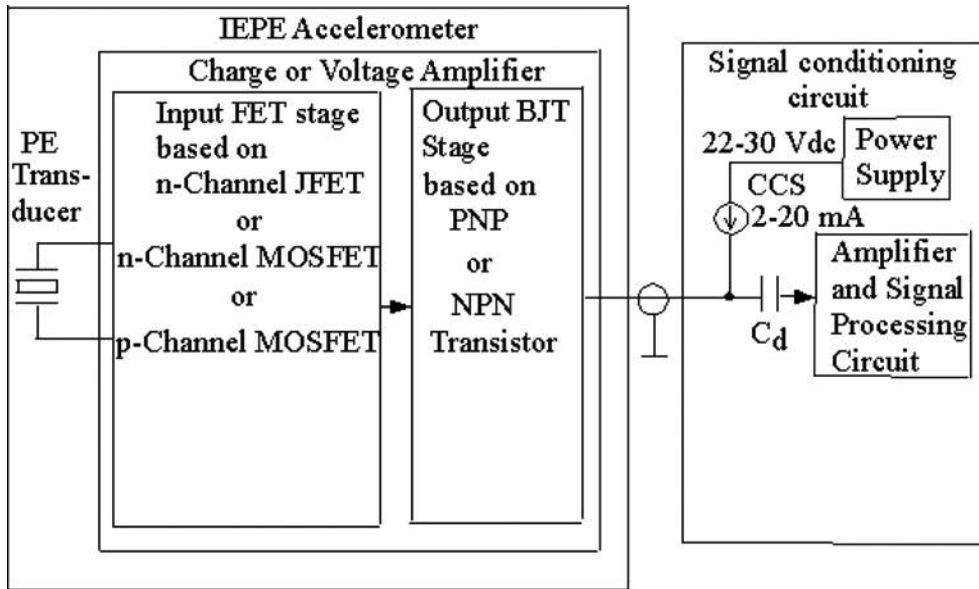 IEPE Accelerometer
Charge or Voltage Amplifier
PE
Trans-
ducer
Input FET stage
based on
n-Channel JFET
or
n-Channel MOSFET
or
p-Channel MOSFET
Output BJT
Stage
based on
PNP
or
NPN
Transistor
Signal conditioning
circuit
22-30 Vdc
Power
Supply
CCS
2-20 mA
Cd
Amplifier
and Signal
Processing
Circuit